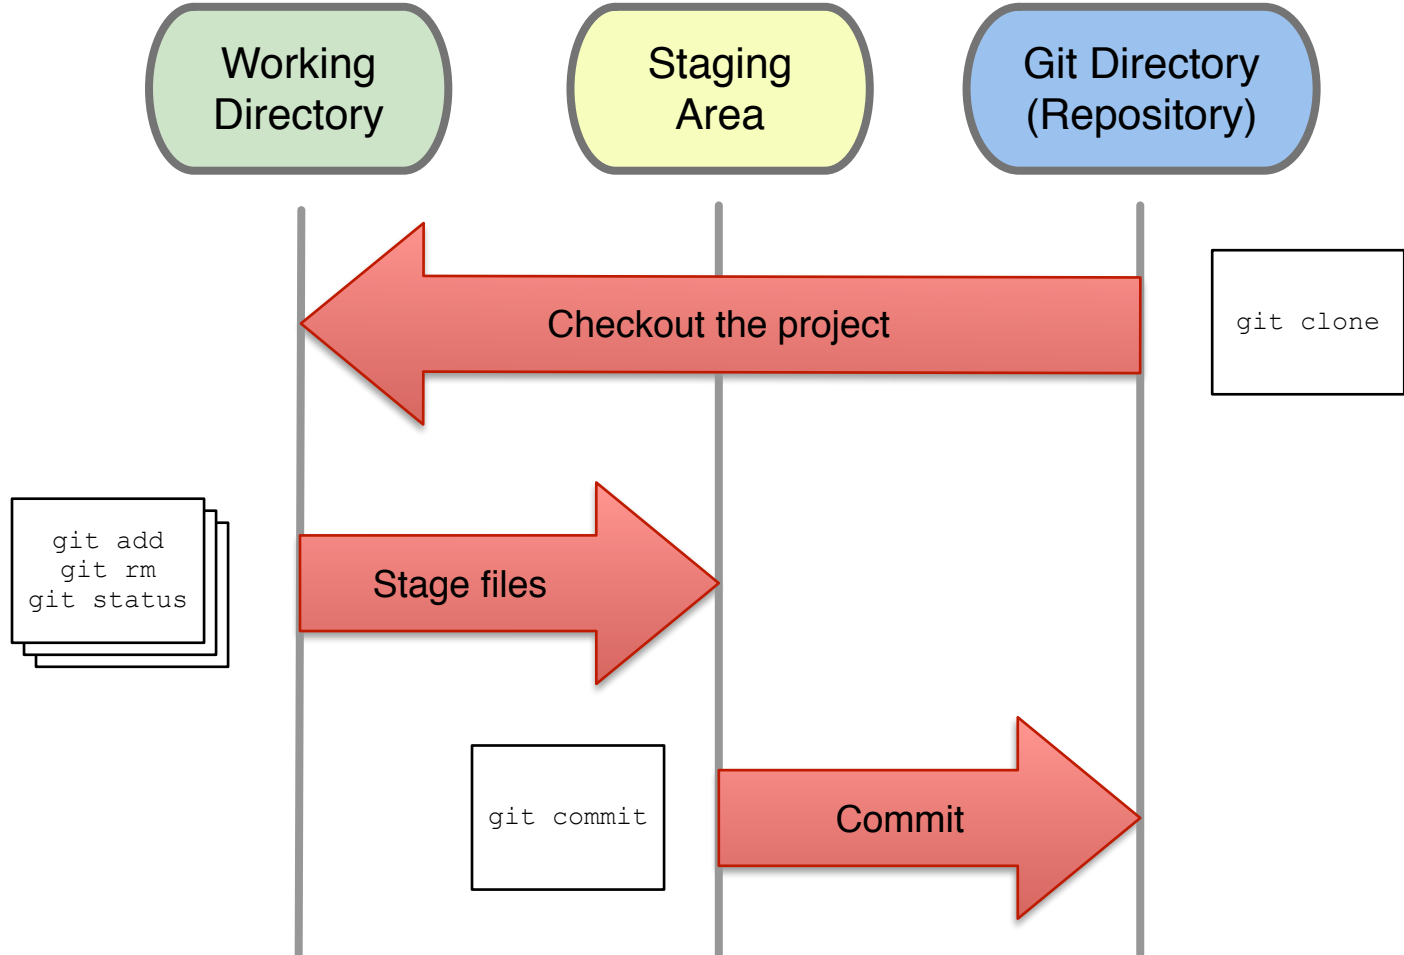 Working
Directory
Staging
Area
Git Directory
(Repository)
Checkout the project
git clone
git add
git rm
git status
Stage files
git commit
Commit